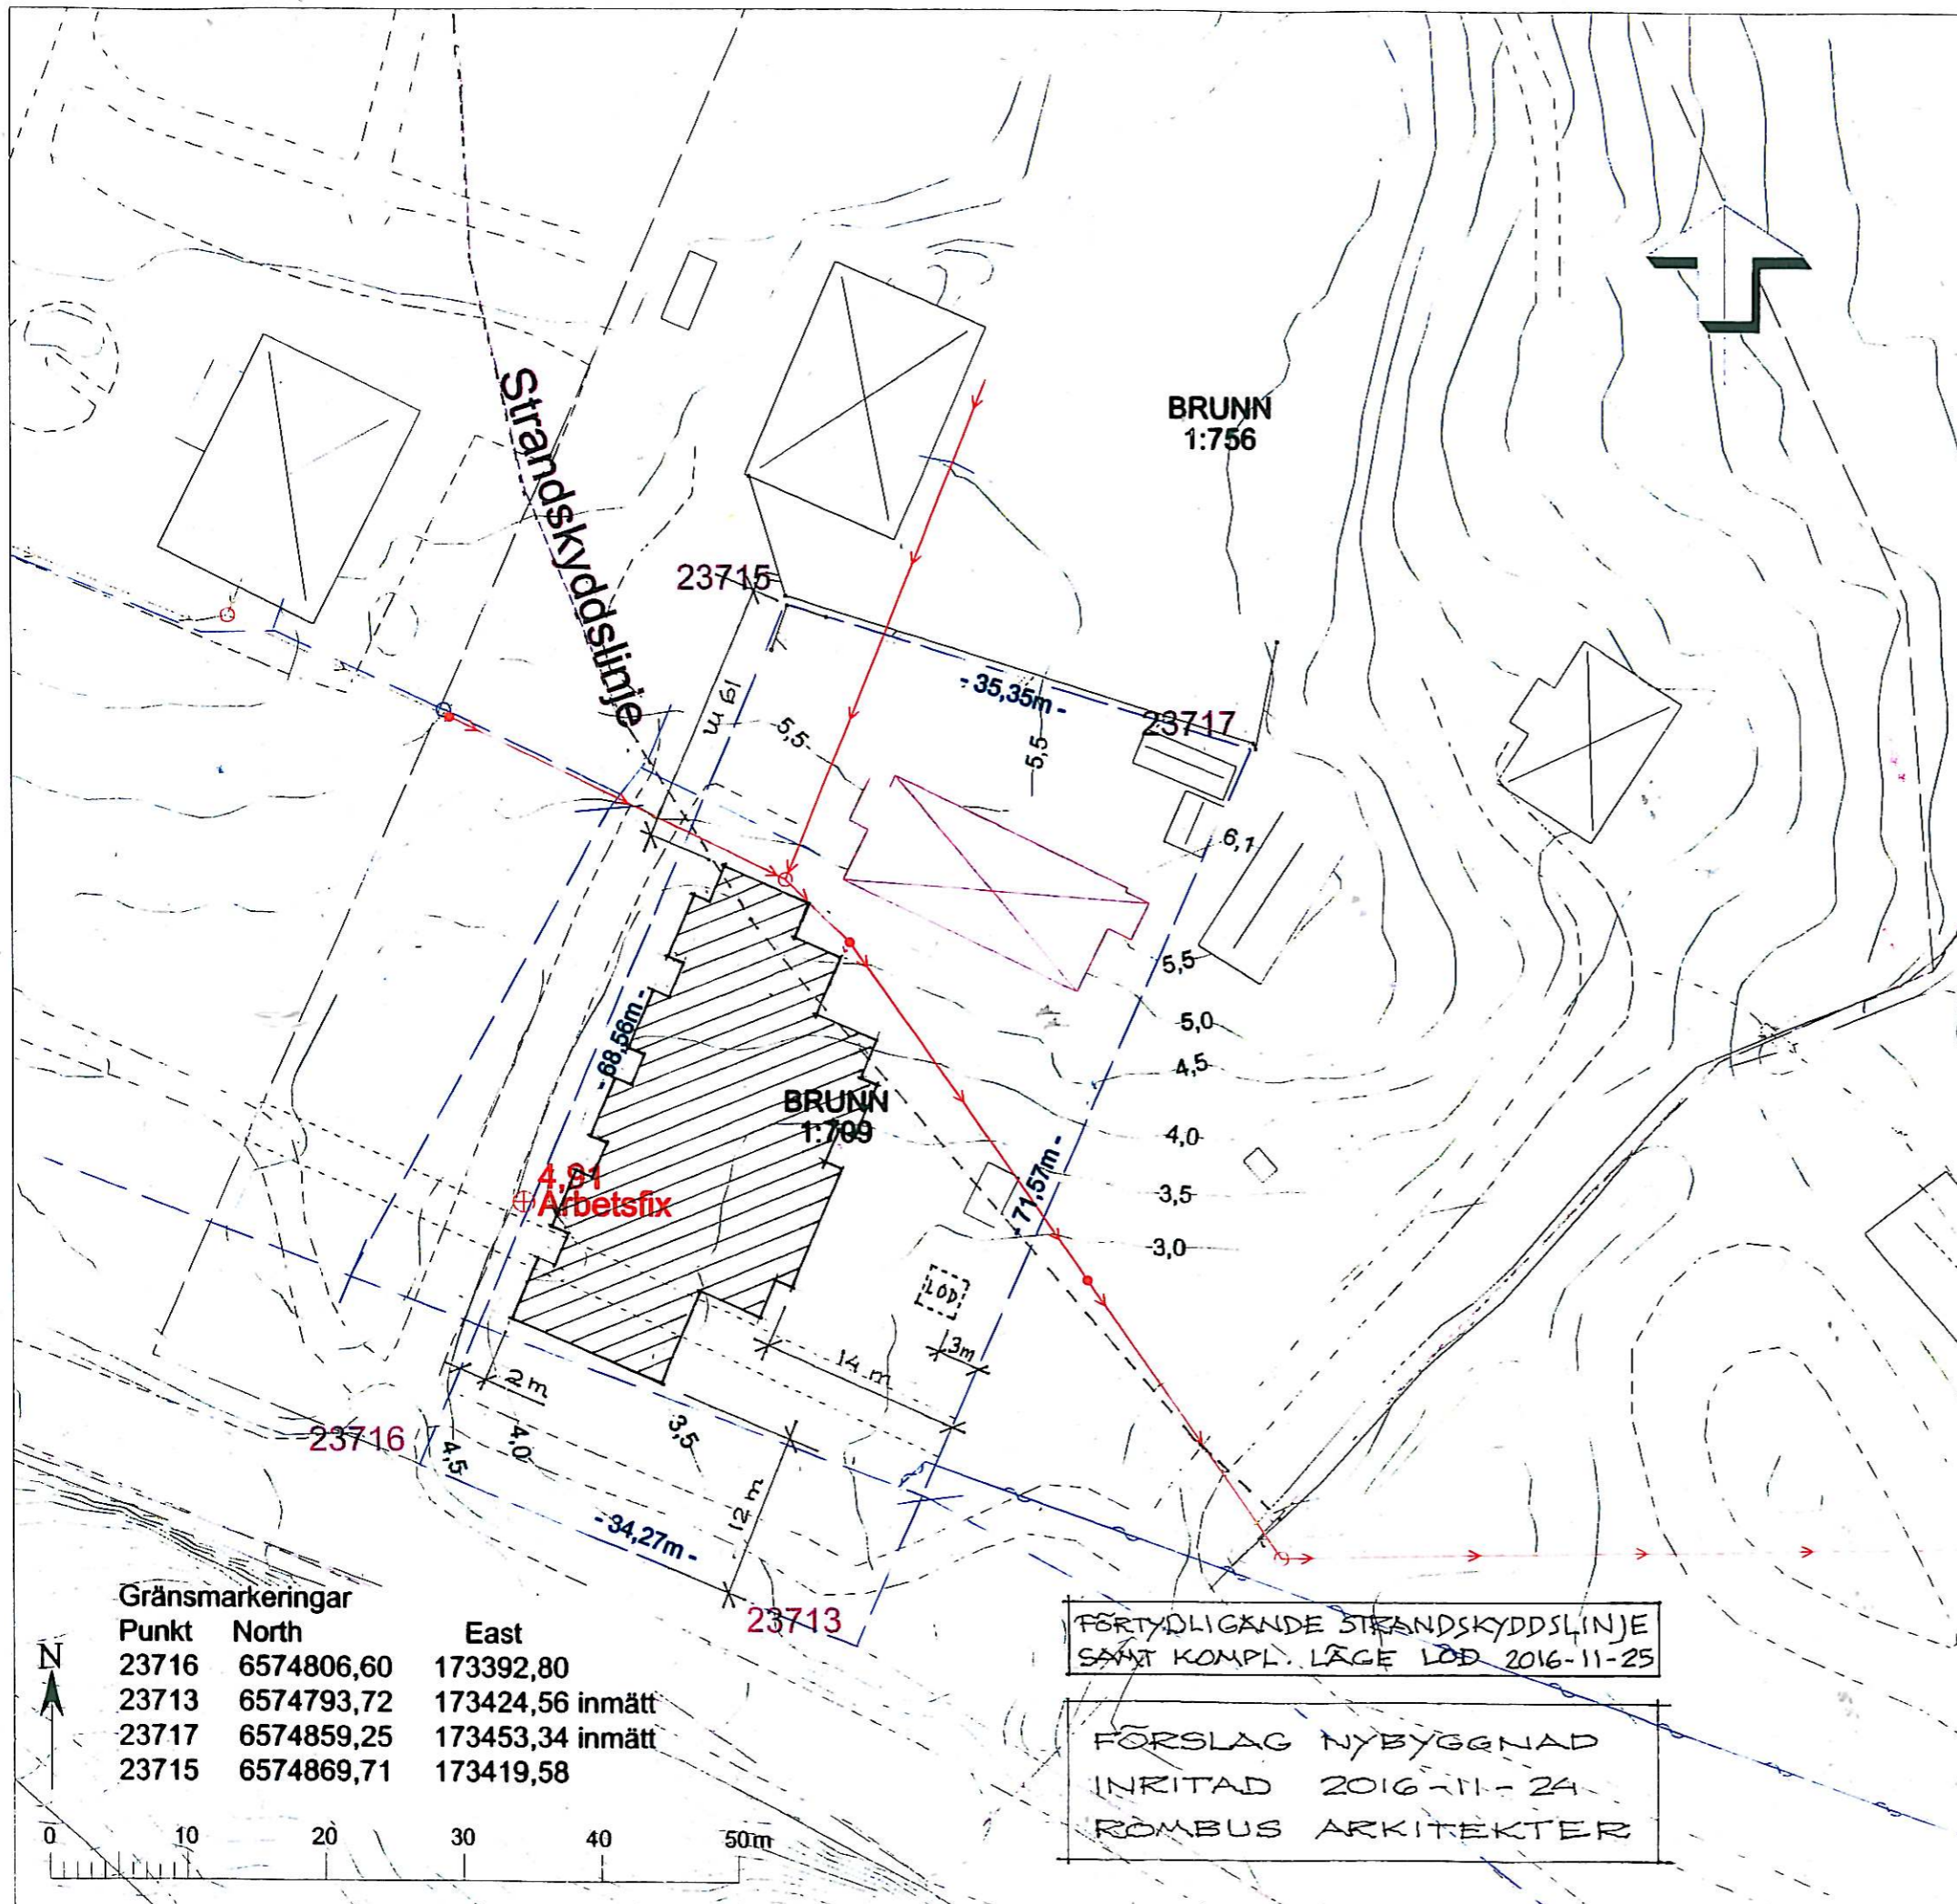 Strandskyddslinje
BRUNN
1:756
23715
19 m
- 35,35m -
5,5
5,5
23717
6,1
5,5
5,0
- 68,56m -
4,5
BRUNN
1:709
4,0
4,91
Arbetsfix
- 71,57m -
3,5
3,0
LOD
3m
14 m
2 m
23716
4,5
4,0
3,5
12 m
- 34,27m -
23713
Gränsmarkeringar
Punkt North East
23716 6574806,60 173392,80
23713 6574793,72 173424,56 inmätt
23717 6574859,25 173453,34 inmätt
23715 6574869,71 173419,58
N
0 10 20 30 40 50m
FÖRTYDLIGANDE STRANDSKYDDSLINJE
SAMT KOMPL. LÄGE LOD 2016-11-25
FÖRSLAG NYBYGGNAD
INRITAD 2016-11-24
ROMBUS ARKITEKTER